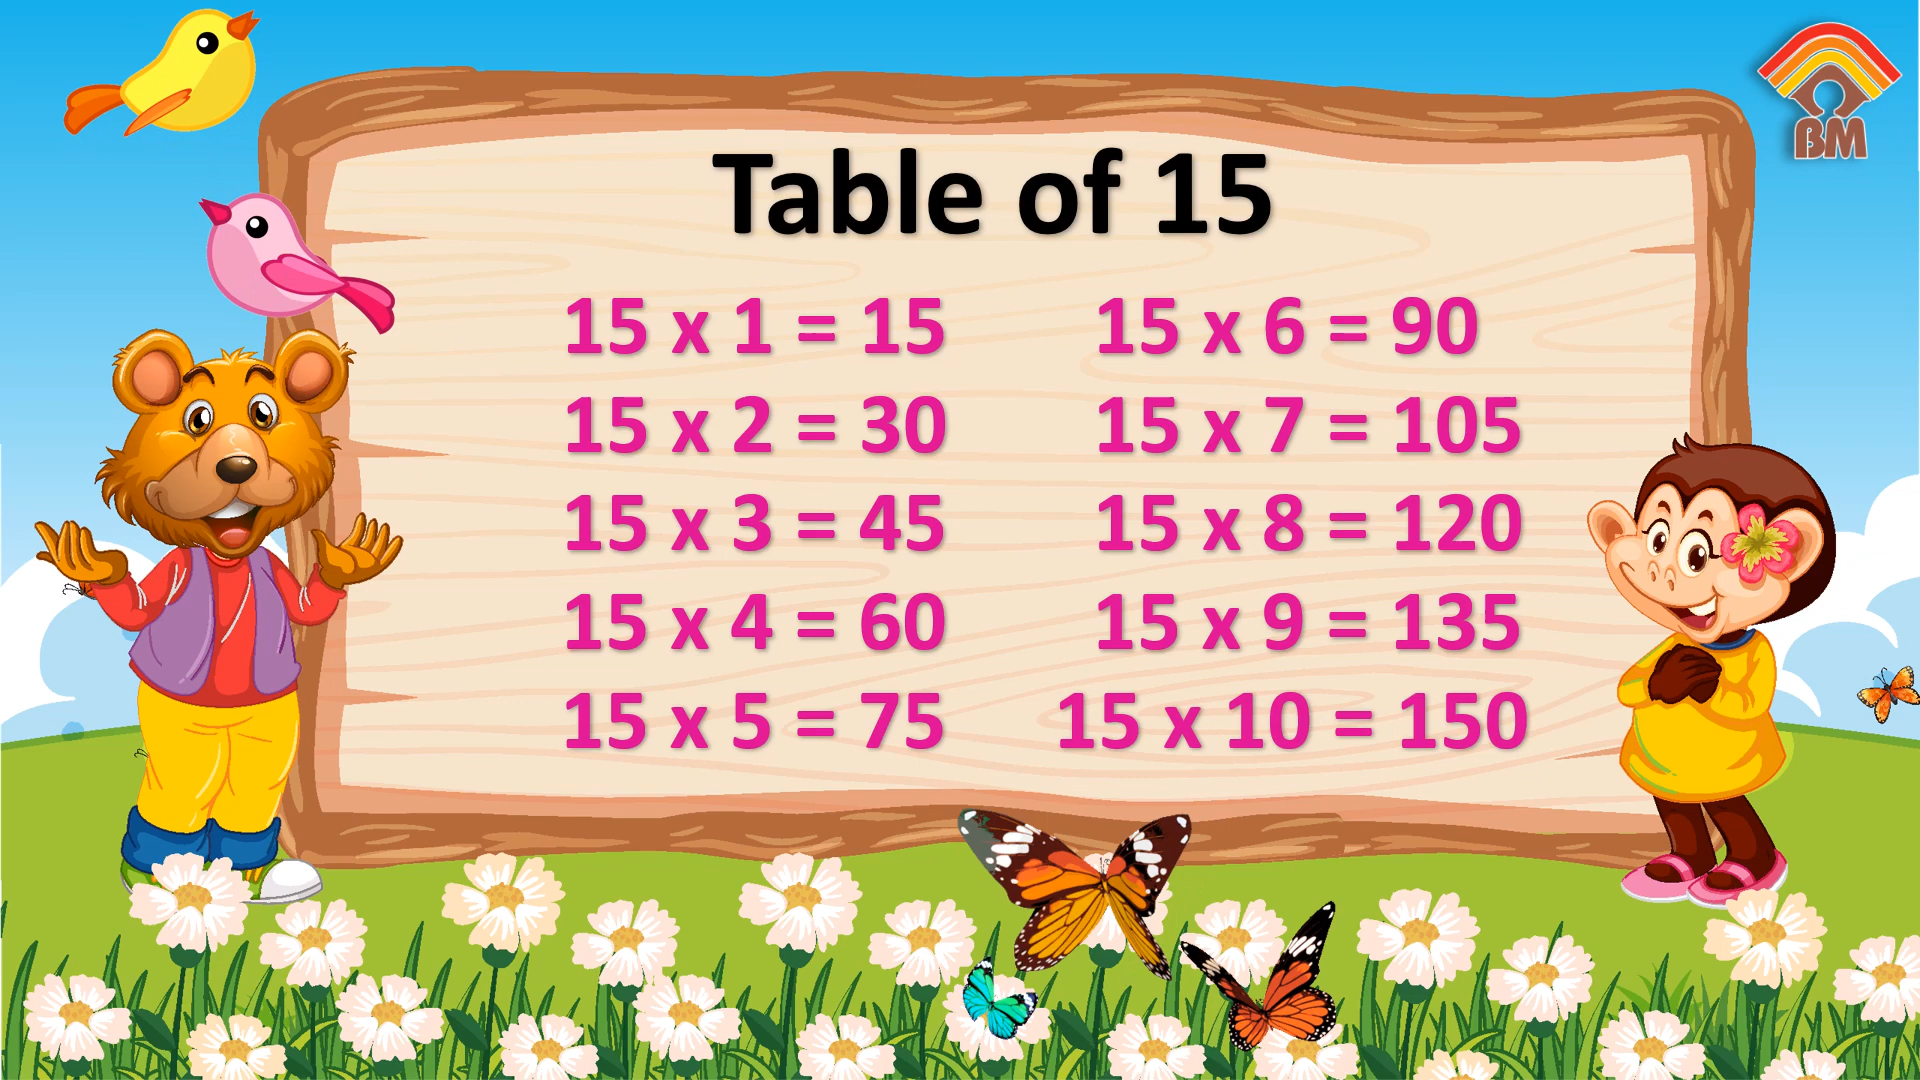 BM
Table of 15
15 x 1 = 15
15 x 2 = 30
15 x 3 = 45
15 x 4 = 60
15 x 5 = 75
15 x 6 = 90
15 x 7 = 105
15 x 8 = 120
15 x 9 = 135
15 x 10 = 150